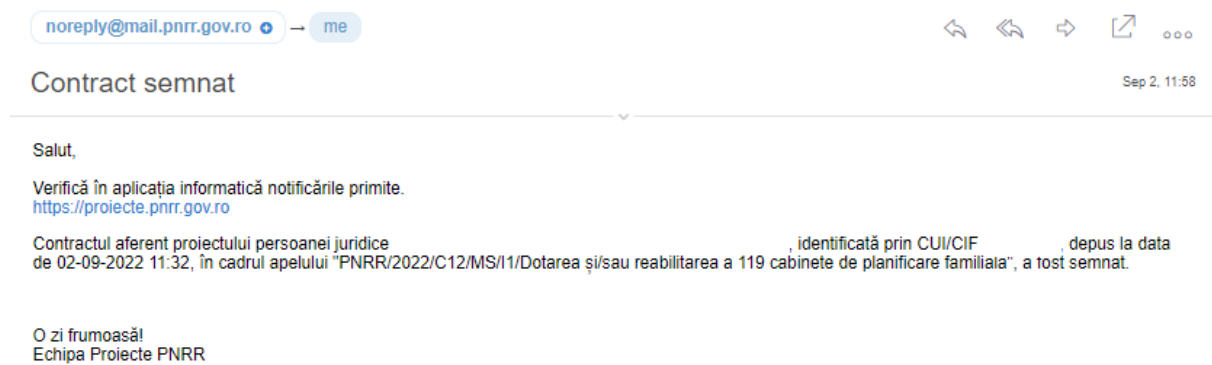 noreply@mail.pnrr.gov.ro → me
Contract semnat
Sep 2, 11:58
Salut,
Verifică în aplicația informatică notificările primite.
https://proiecte.pnrr.gov.ro
Contractul aferent proiectului persoanei juridice , identificată prin CUI/CIF , depus la data
de 02-09-2022 11:32, în cadrul apelului "PNRR/2022/C12/MS/I1/Dotarea și/sau reabilitarea a 119 cabinete de planificare familiala", a fost semnat.
O zi frumoasă!
Echipa Proiecte PNRR